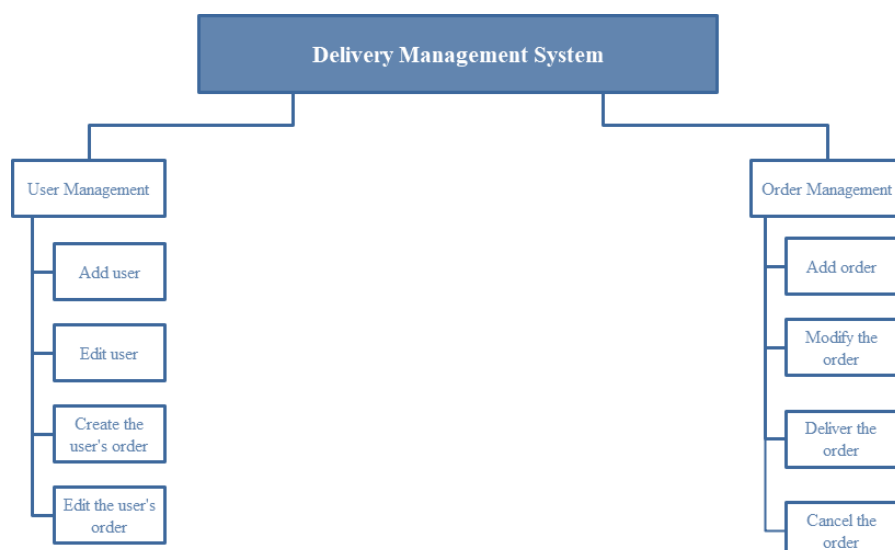 Delivery Management System
User Management
Add user
Edit user
Create the
user's order
Edit the user's
order
Order Management
Add order
Modify the
order
Deliver the
order
Cancel the
order